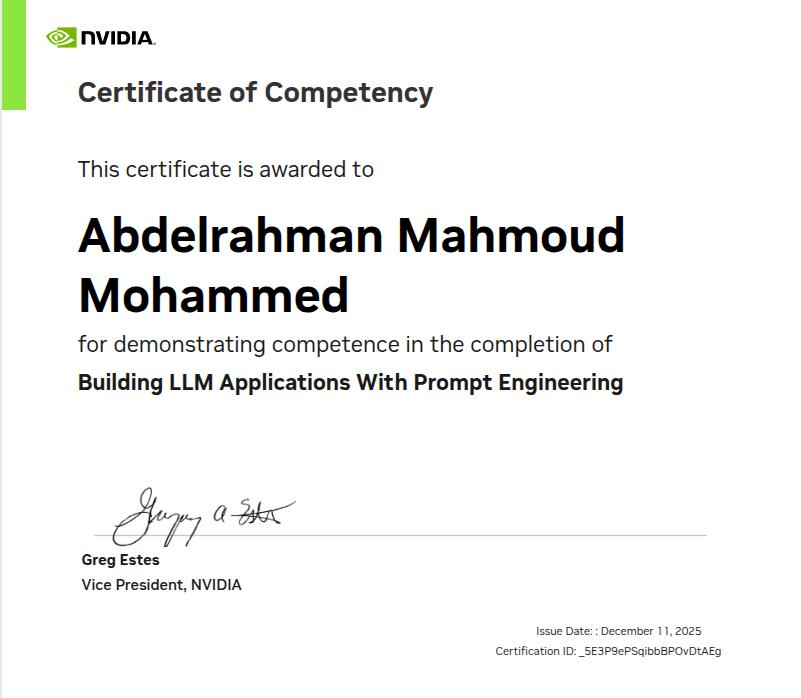 NVIDIA.
Certificate of Competency
This certificate is awarded to
Abdelrahman Mahmoud
Mohammed
for demonstrating competence in the completion of
Building LLM Applications With Prompt Engineering
Greg Estes
Vice President, NVIDIA
Issue Date: : December 11, 2025
Certification ID: _5E3P9ePSqibbBPOvDtAEg